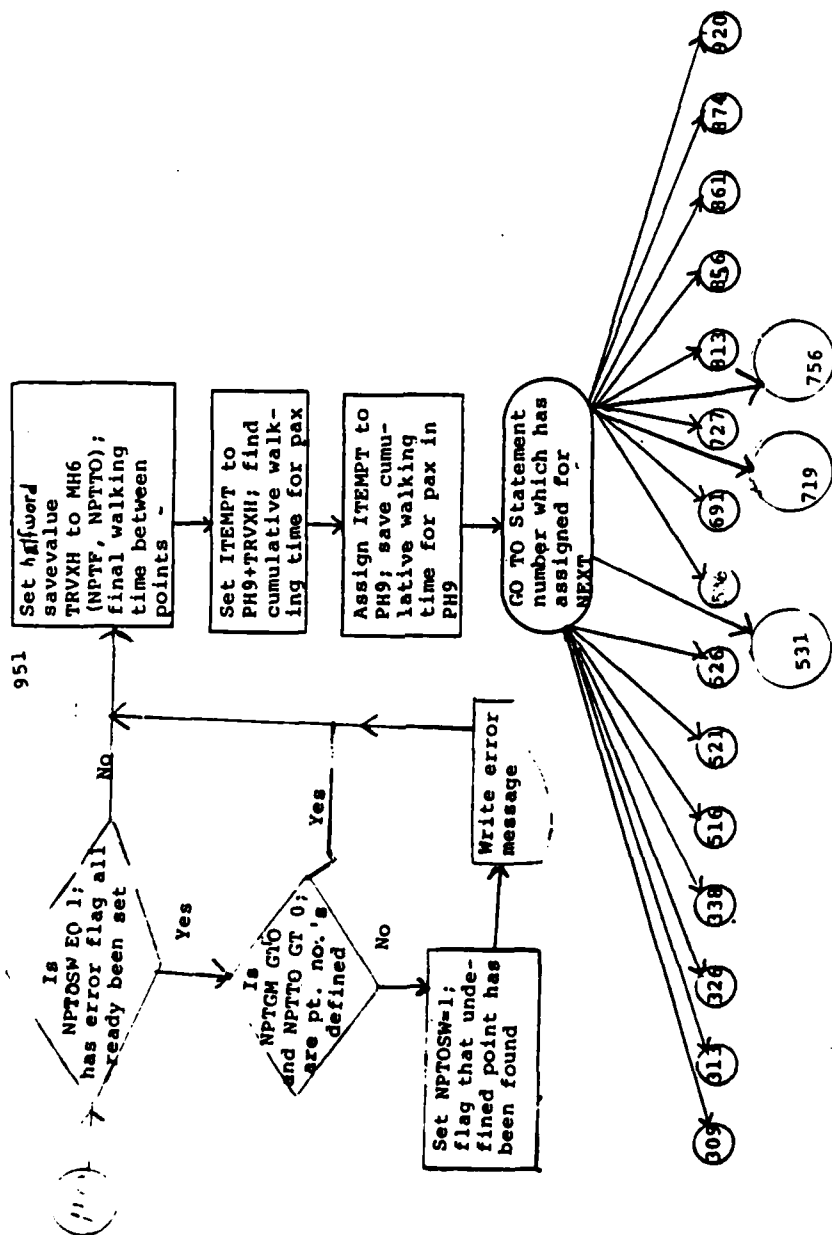 Is
NPTOSW EQ 1;
has error flag all
ready been set
No
Yes
Is
NPTGM GTO
and NPTTO GT 0;
are pt. no.'s
defined
Yes
No
Set NPTOSW=1;
flag that unde-
fined point has
been found
Write error
message
951
Set halfword
savevalue
TRVXH to MH6
(NPTF, NPTTO);
final walking
time between
points
Set ITEMPT to
PH9+TRVXH; find
cumulative walk-
ing time for pax
Assign ITEMPT to
PH9; save cumu-
lative walking
time for pax in
PH9
GO TO Statement
number which has
assigned for
NEXT
309
313
326
338
516
521
526
531
691
719
727
756
813
856
861
874
920